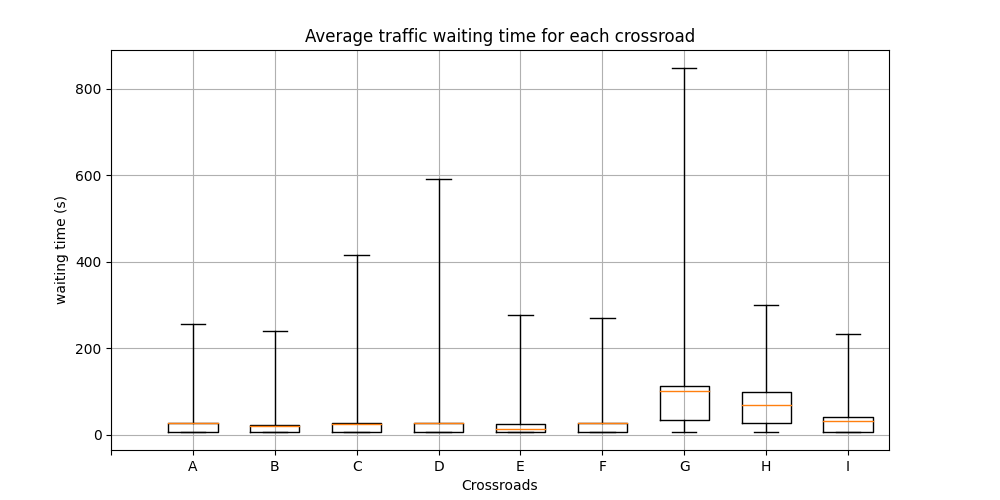 Average traffic waiting time for each crossroad
waiting time (s)
800
600
400
200
0
A B C D E F G H I
Crossroads